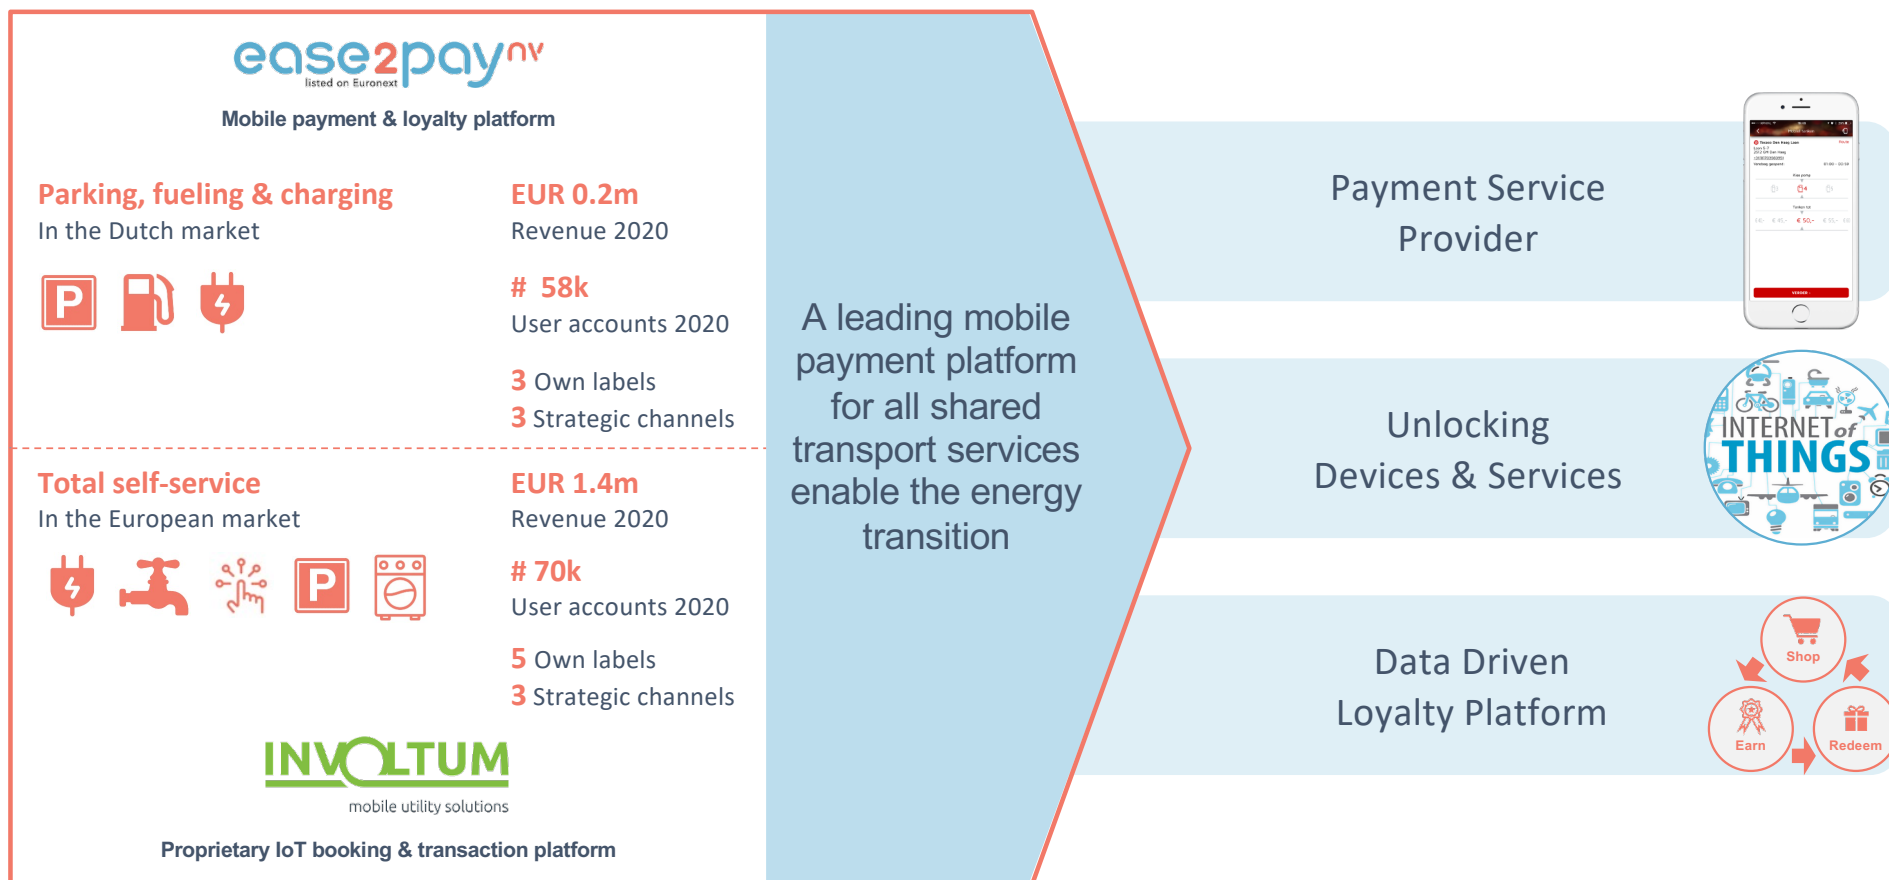 ease2pay nv
listed on Euronext
Mobile payment & loyalty platform
Parking, fueling & charging
In the Dutch market
P
EUR 0.2m
Revenue 2020
# 58k
User accounts 2020
3 Own labels
3 Strategic channels
Total self-service
In the European market
P
EUR 1.4m
Revenue 2020
# 70k
User accounts 2020
5 Own labels
3 Strategic channels
INVOLTUM
mobile utility solutions
Proprietary IoT booking & transaction platform
A leading mobile
payment platform
for all shared
transport services
enable the energy
transition
Payment Service
Provider
€ 50,-
Unlocking
Devices & Services
INTERNET of
THINGS
Data Driven
Loyalty Platform
Shop
Earn
Redeem